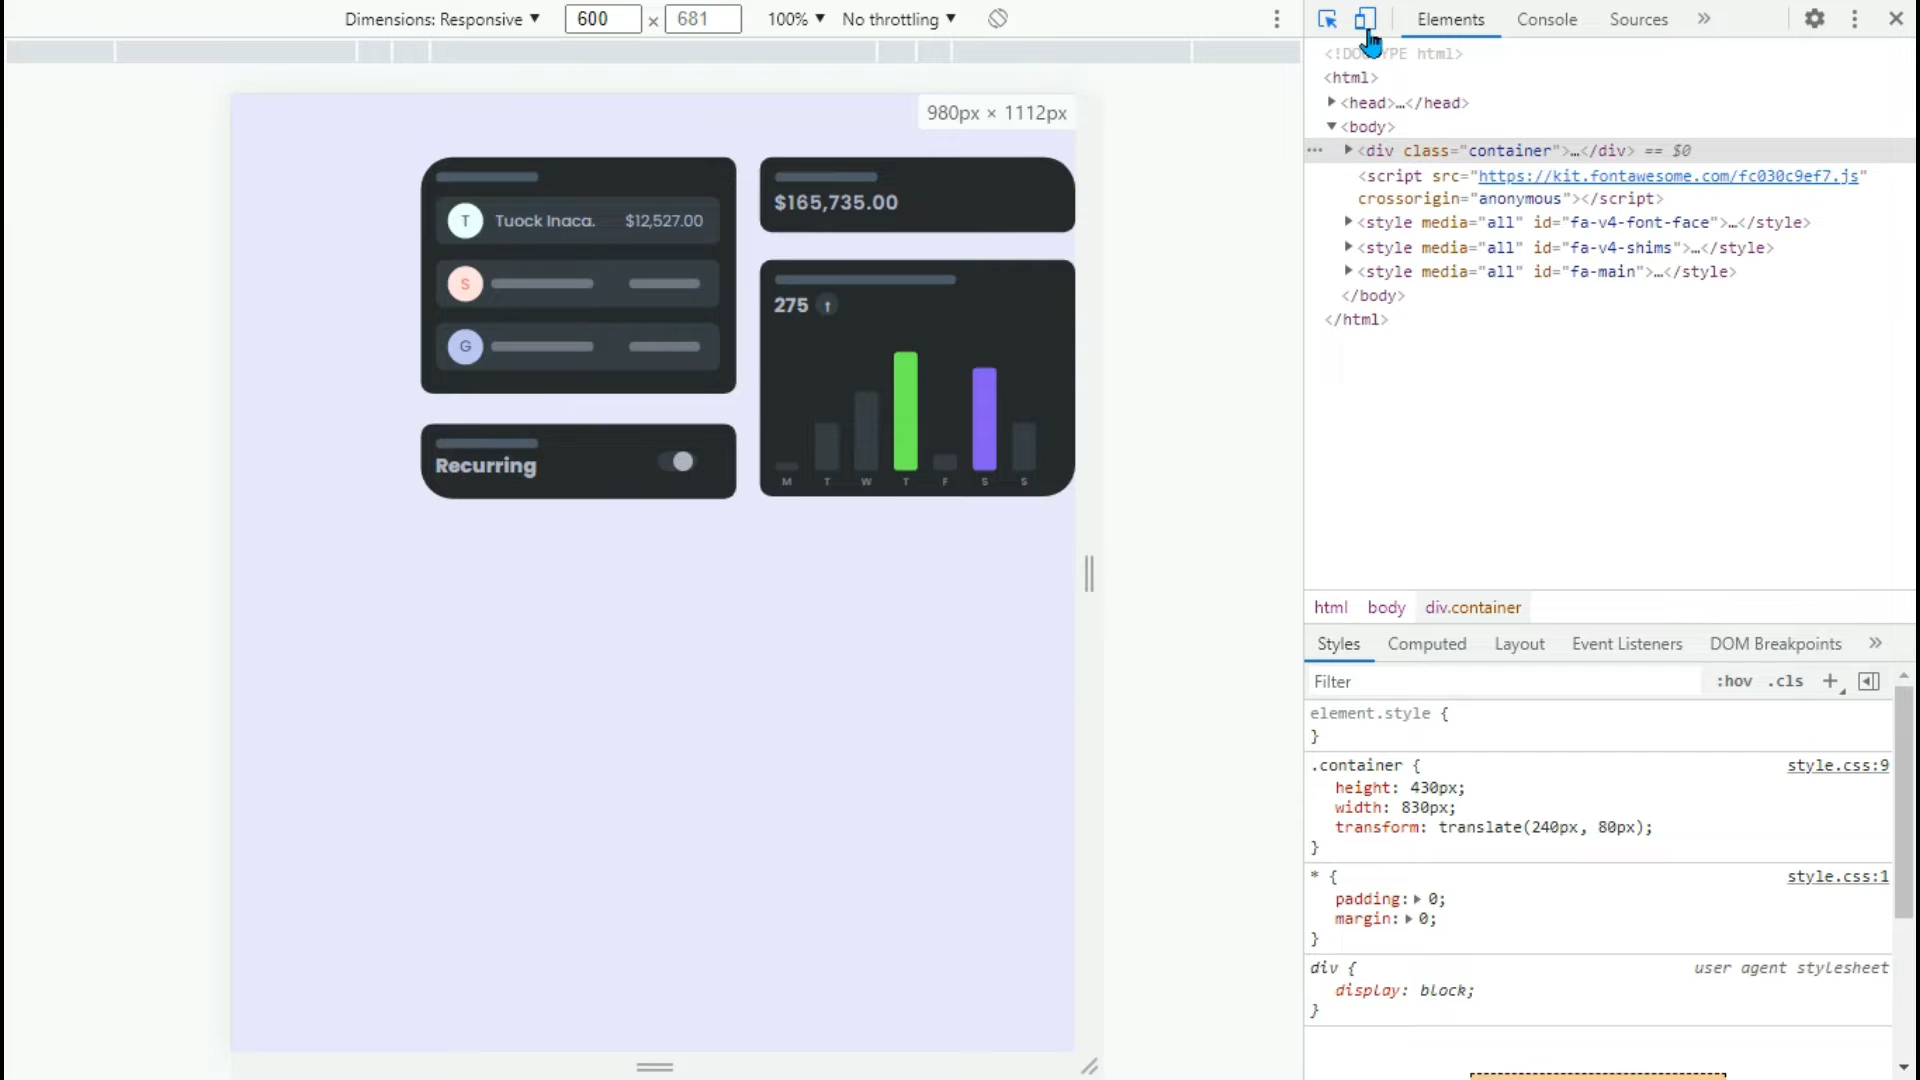 Dimensions: Responsive ▼ 600 × 681 100% ▼ No throttling ▼
980px × 1112px
T Tuock Inaca. $12,527.00
S
G
Recurring
$165,735.00
275 ↑
M T W T F S S
Elements Console Sources »
<!DOCTYPE html>
<html>
▶ <head>…</head>
▼ <body>
··· ▶ <div class="container">…</div> == $0
<script src="https://kit.fontawesome.com/fc030c9ef7.js"
crossorigin="anonymous"></script>
▶ <style media="all" id="fa-v4-font-face">…</style>
▶ <style media="all" id="fa-v4-shims">…</style>
▶ <style media="all" id="fa-main">…</style>
</body>
</html>
html body div.container
Styles Computed Layout Event Listeners DOM Breakpoints »
Filter :hov .cls +
element.style {
}
.container { style.css:9
height: 430px;
width: 830px;
transform: translate(240px, 80px);
}
* { style.css:1
padding: ▶ 0;
margin: ▶ 0;
}
div { user agent stylesheet
display: block;
}